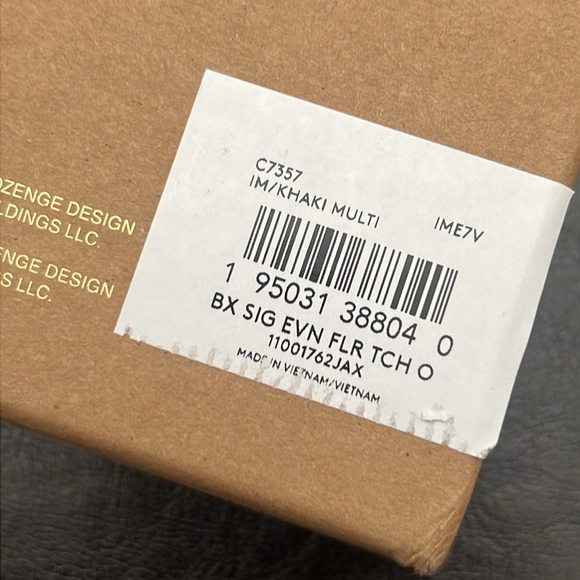 OZENGE DESIGN
LDINGS LLC.
ENGE DESIGN
S LLC.
C7357
IM/KHAKI MULTI IME7V
1 95031 38804 0
BX SIG EVN FLR TCH O
11001762JAX
MADE IN VIETNAM/VIETNAM